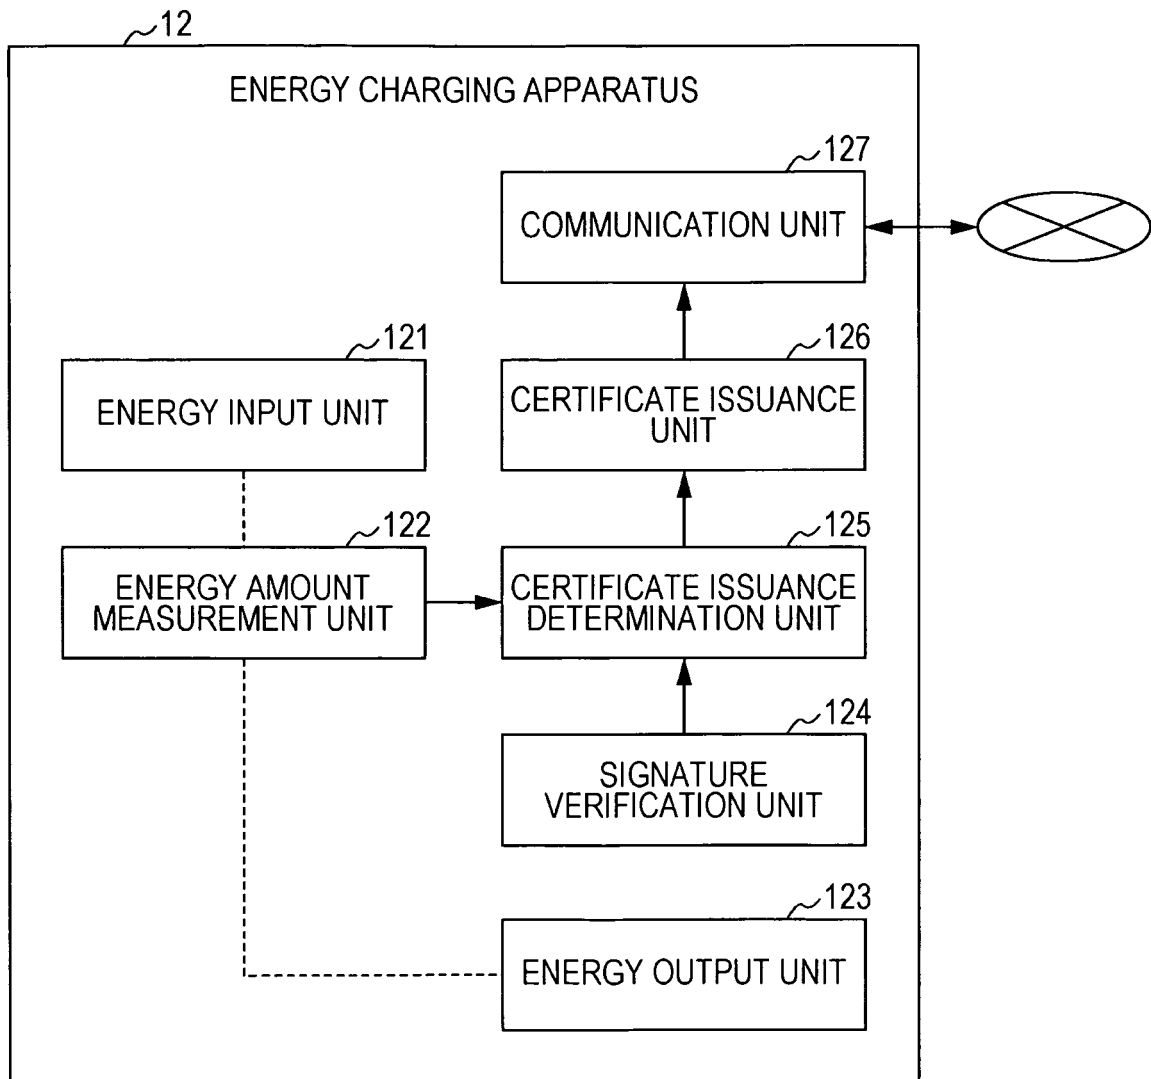 12
ENERGY CHARGING APPARATUS
127
COMMUNICATION UNIT
121
ENERGY INPUT UNIT
126
CERTIFICATE ISSUANCE
UNIT
122
ENERGY AMOUNT
MEASUREMENT UNIT
125
CERTIFICATE ISSUANCE
DETERMINATION UNIT
124
SIGNATURE
VERIFICATION UNIT
123
ENERGY OUTPUT UNIT